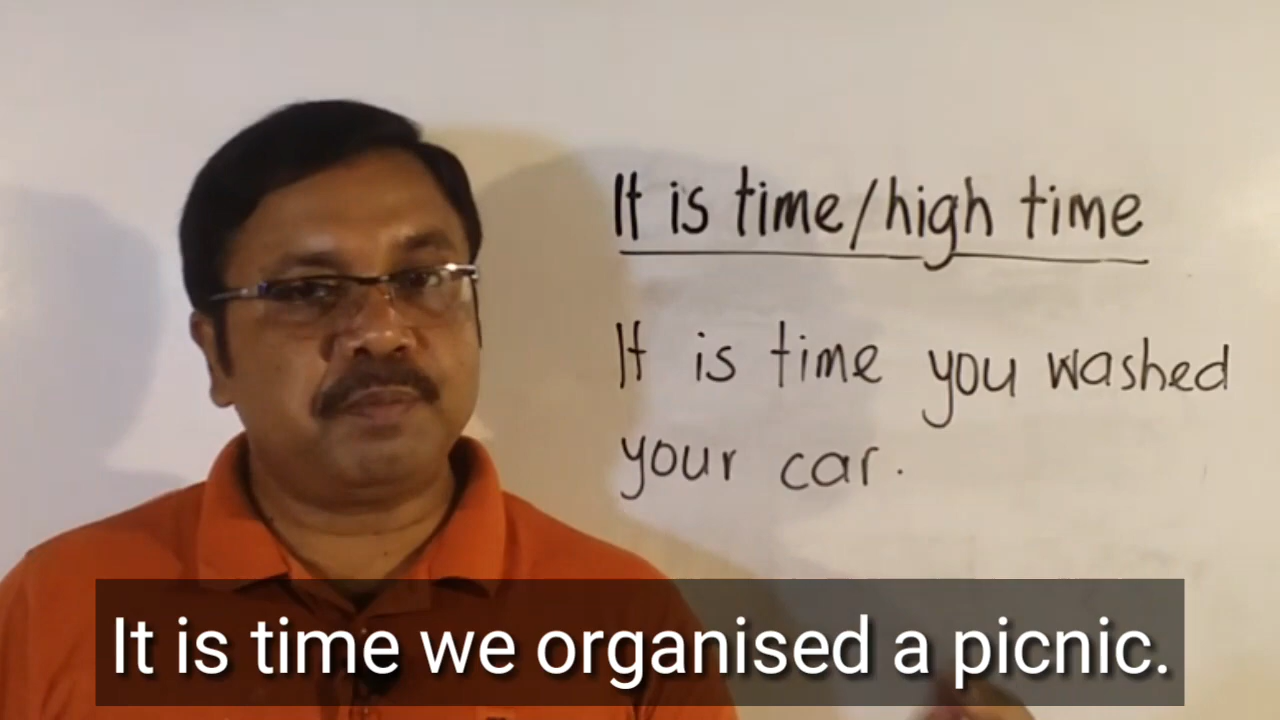 It is time/high time
It is time you washed
your car.
It is time we organised a picnic.